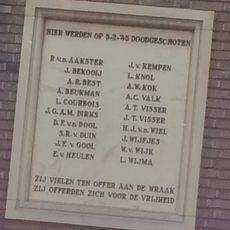 HIER WERDEN OP 5-2-'45 DOODGESCHOTEN
B v.d. AAKSTER
J. BEKOOIJ
A. R. BEST
A. BEUKMAN
L. COURBOIS
J.G.A.M. DIRKS
D. F. v.d. DOOL
S.R. v. DUIN
J. F. v. GOOL
E. v. HEULEN
J. v. KEMPEN
L. KNOL
A. W. KOK
A. C. VALK
A. T. VISSER
J. T. VISSER
H. J. v.d. WIEL
J. WIJFJES
W. v. WIJK
L. WIJMA
ZIJ VIELEN TEN OFFER AAN DE WRAAK
ZIJ OFFERDEN ZICH VOOR DE VRIJHEID